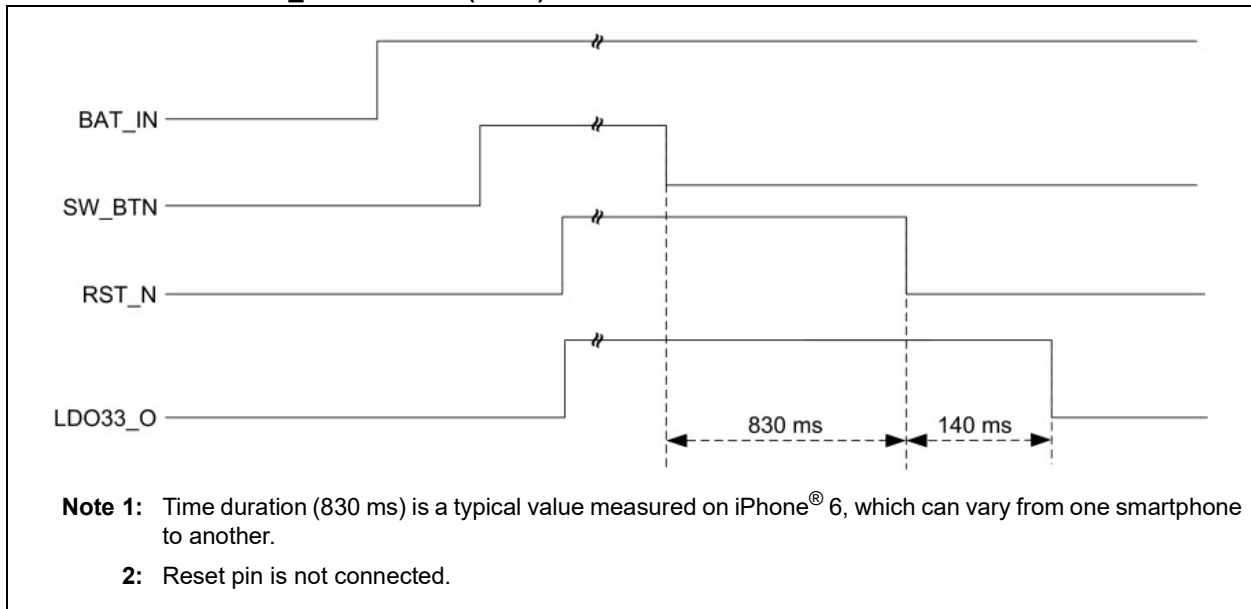 BAT_IN
SW_BTN
RST_N
LDO33_O
830 ms
140 ms
Note 1: Time duration (830 ms) is a typical value measured on iPhone® 6, which can vary from one smartphone
to another.
2: Reset pin is not connected.